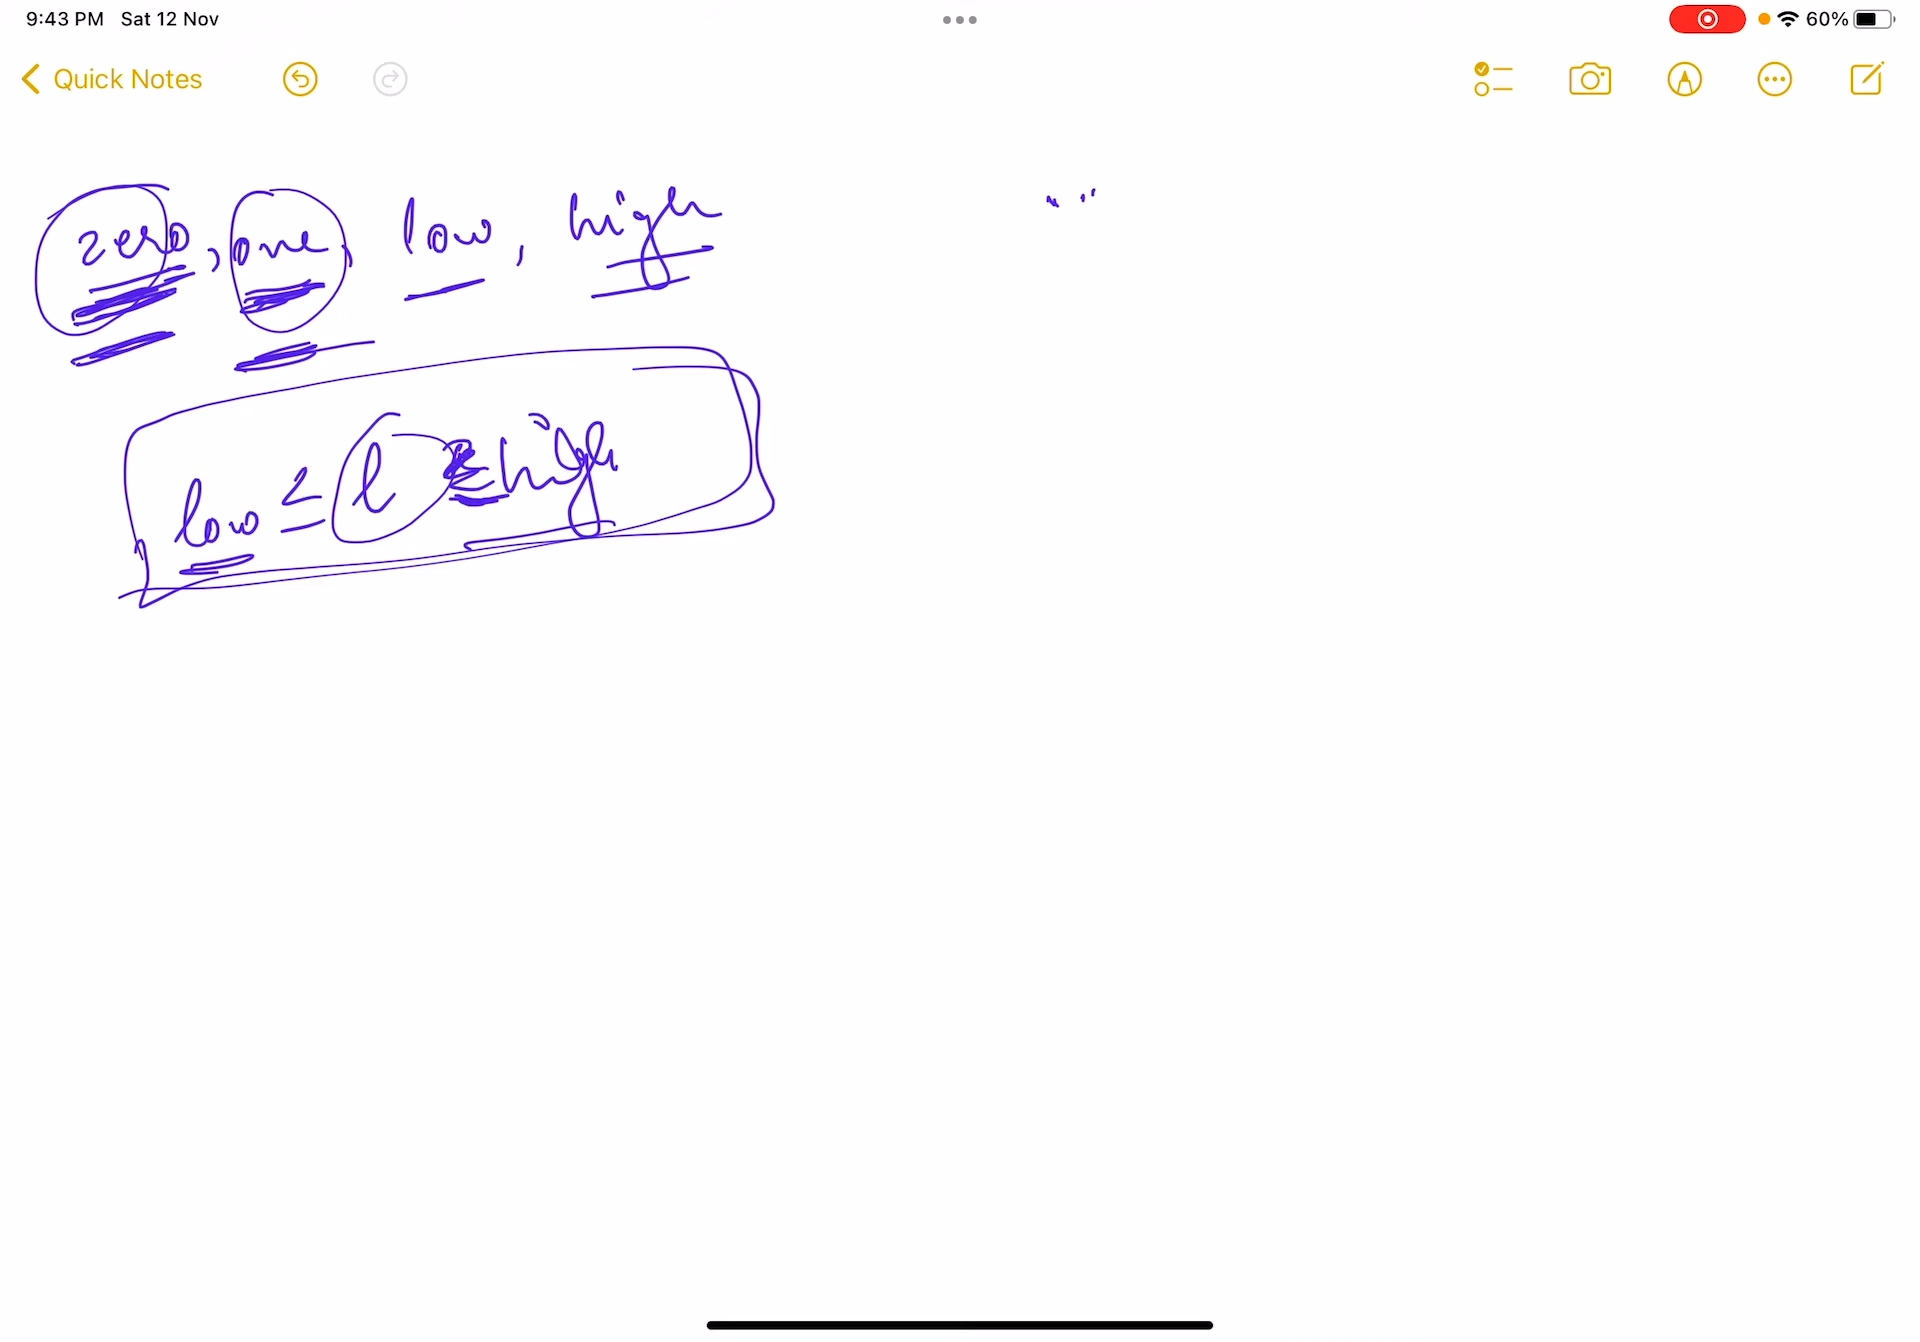 9:43 PM Sat 12 Nov 60%
Quick Notes
zero, one, low, high
low ≤ l ≤ high